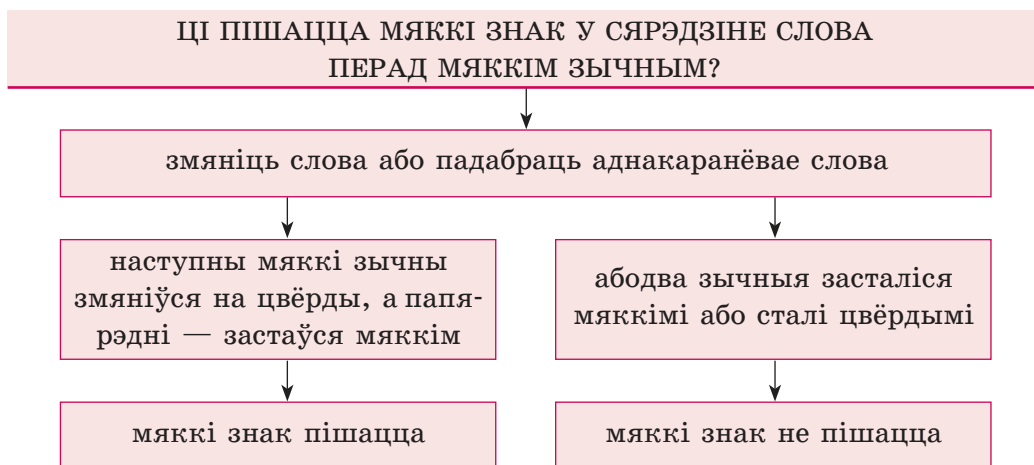 ЦІ ПІШАЦЦА МЯККІ ЗНАК У СЯРЭДЗІНЕ СЛОВА
ПЕРАД МЯККІМ ЗЫЧНЫМ?
змяніць слова або падабраць аднакаранёвае слова
наступны мяккі зычны
змяніўся на цвёрды, а папя-
рэдні — застаўся мяккім
абодва зычныя засталіся
мяккімі або сталі цвёрдымі
мяккі знак пішацца
мяккі знак не пішацца